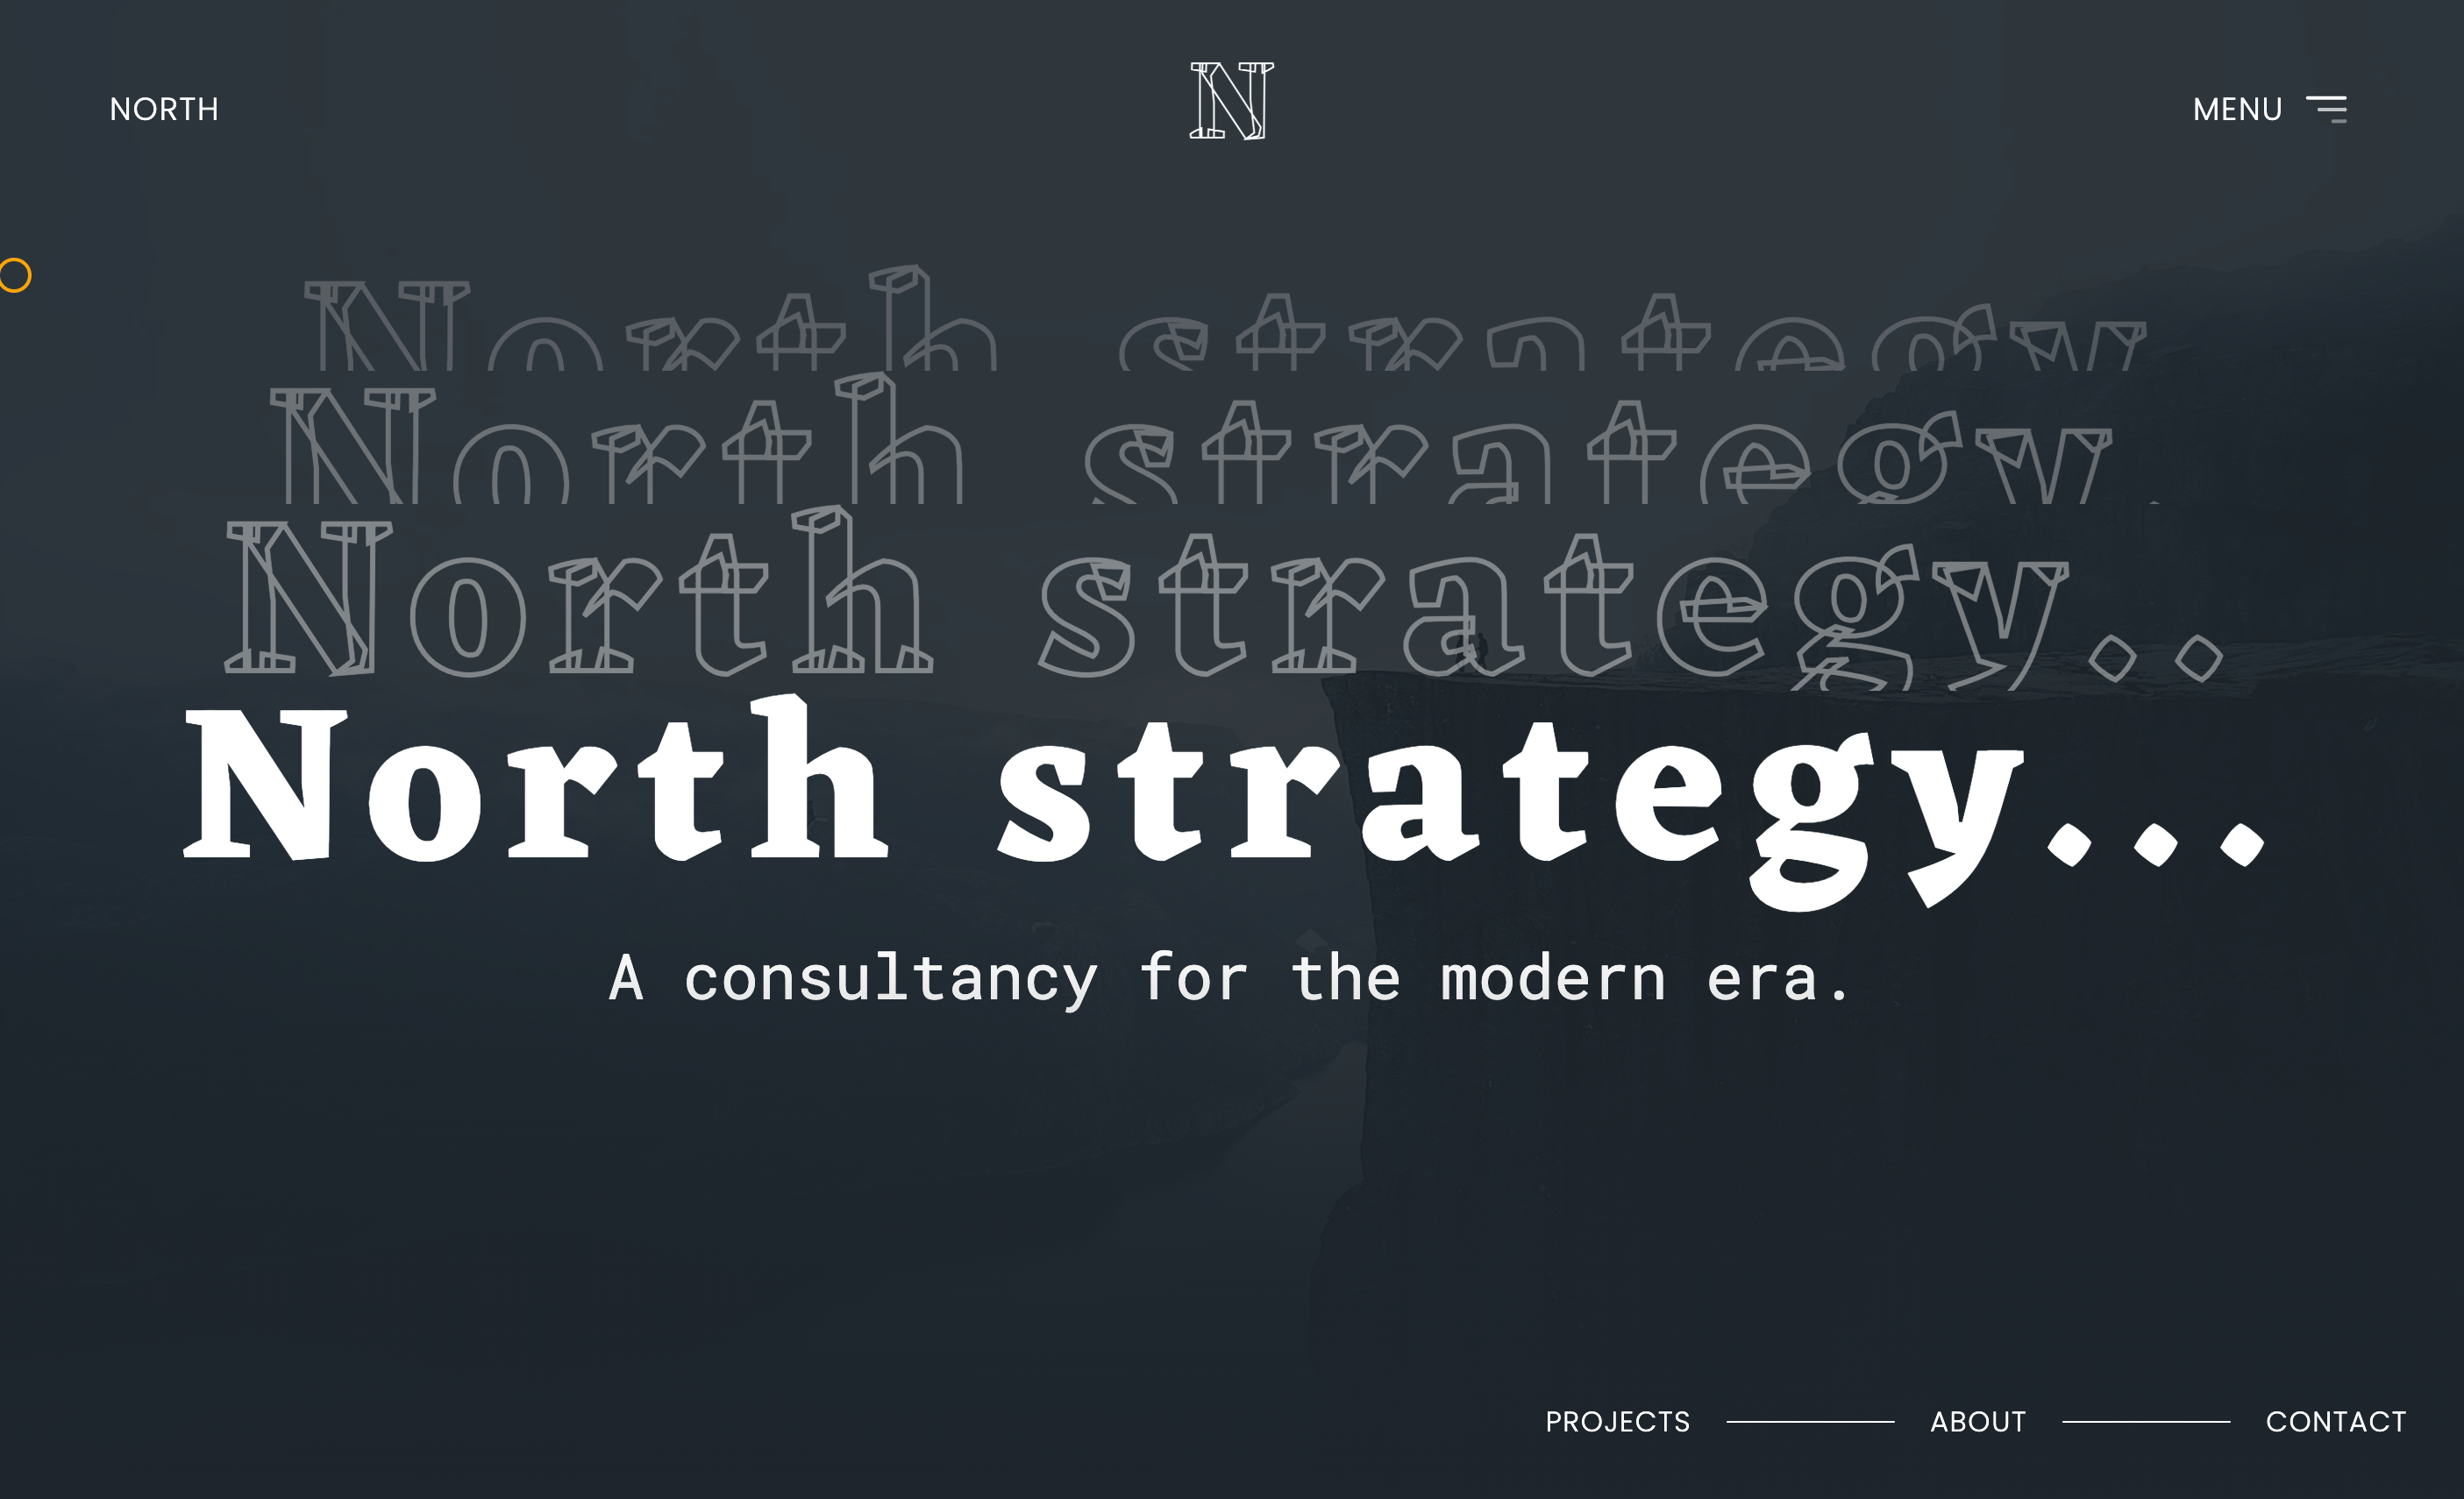 NORTH
N
MENU
North strategy
North strategy.
North strategy..
North strategy...
A consultancy for the modern era.
PROJECTS ABOUT CONTACT